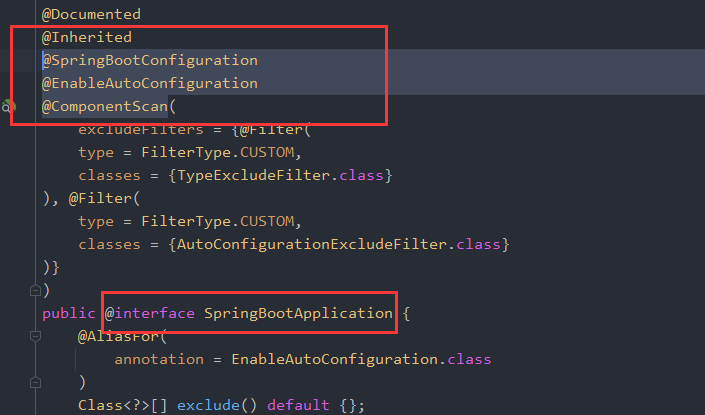 @Documented
@Inherited
@SpringBootConfiguration
@EnableAutoConfiguration
@ComponentScan(
excludeFilters = {@Filter(
type = FilterType.CUSTOM,
classes = {TypeExcludeFilter.class}
), @Filter(
type = FilterType.CUSTOM,
classes = {AutoConfigurationExcludeFilter.class}
)}
)
public @interface SpringBootApplication {
@AliasFor(
annotation = EnableAutoConfiguration.class
)
Class<?>[] exclude() default {};